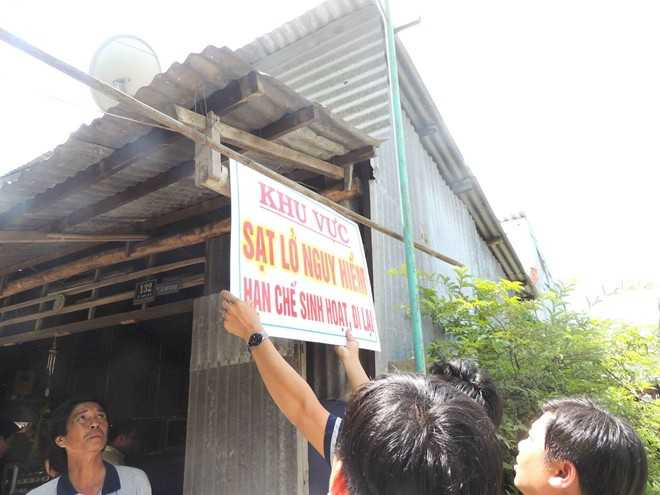 KHU VỰC
SẠT LỞ NGUY HIỂM
HẠN CHẾ SINH HOẠT, ĐI LẠI
132